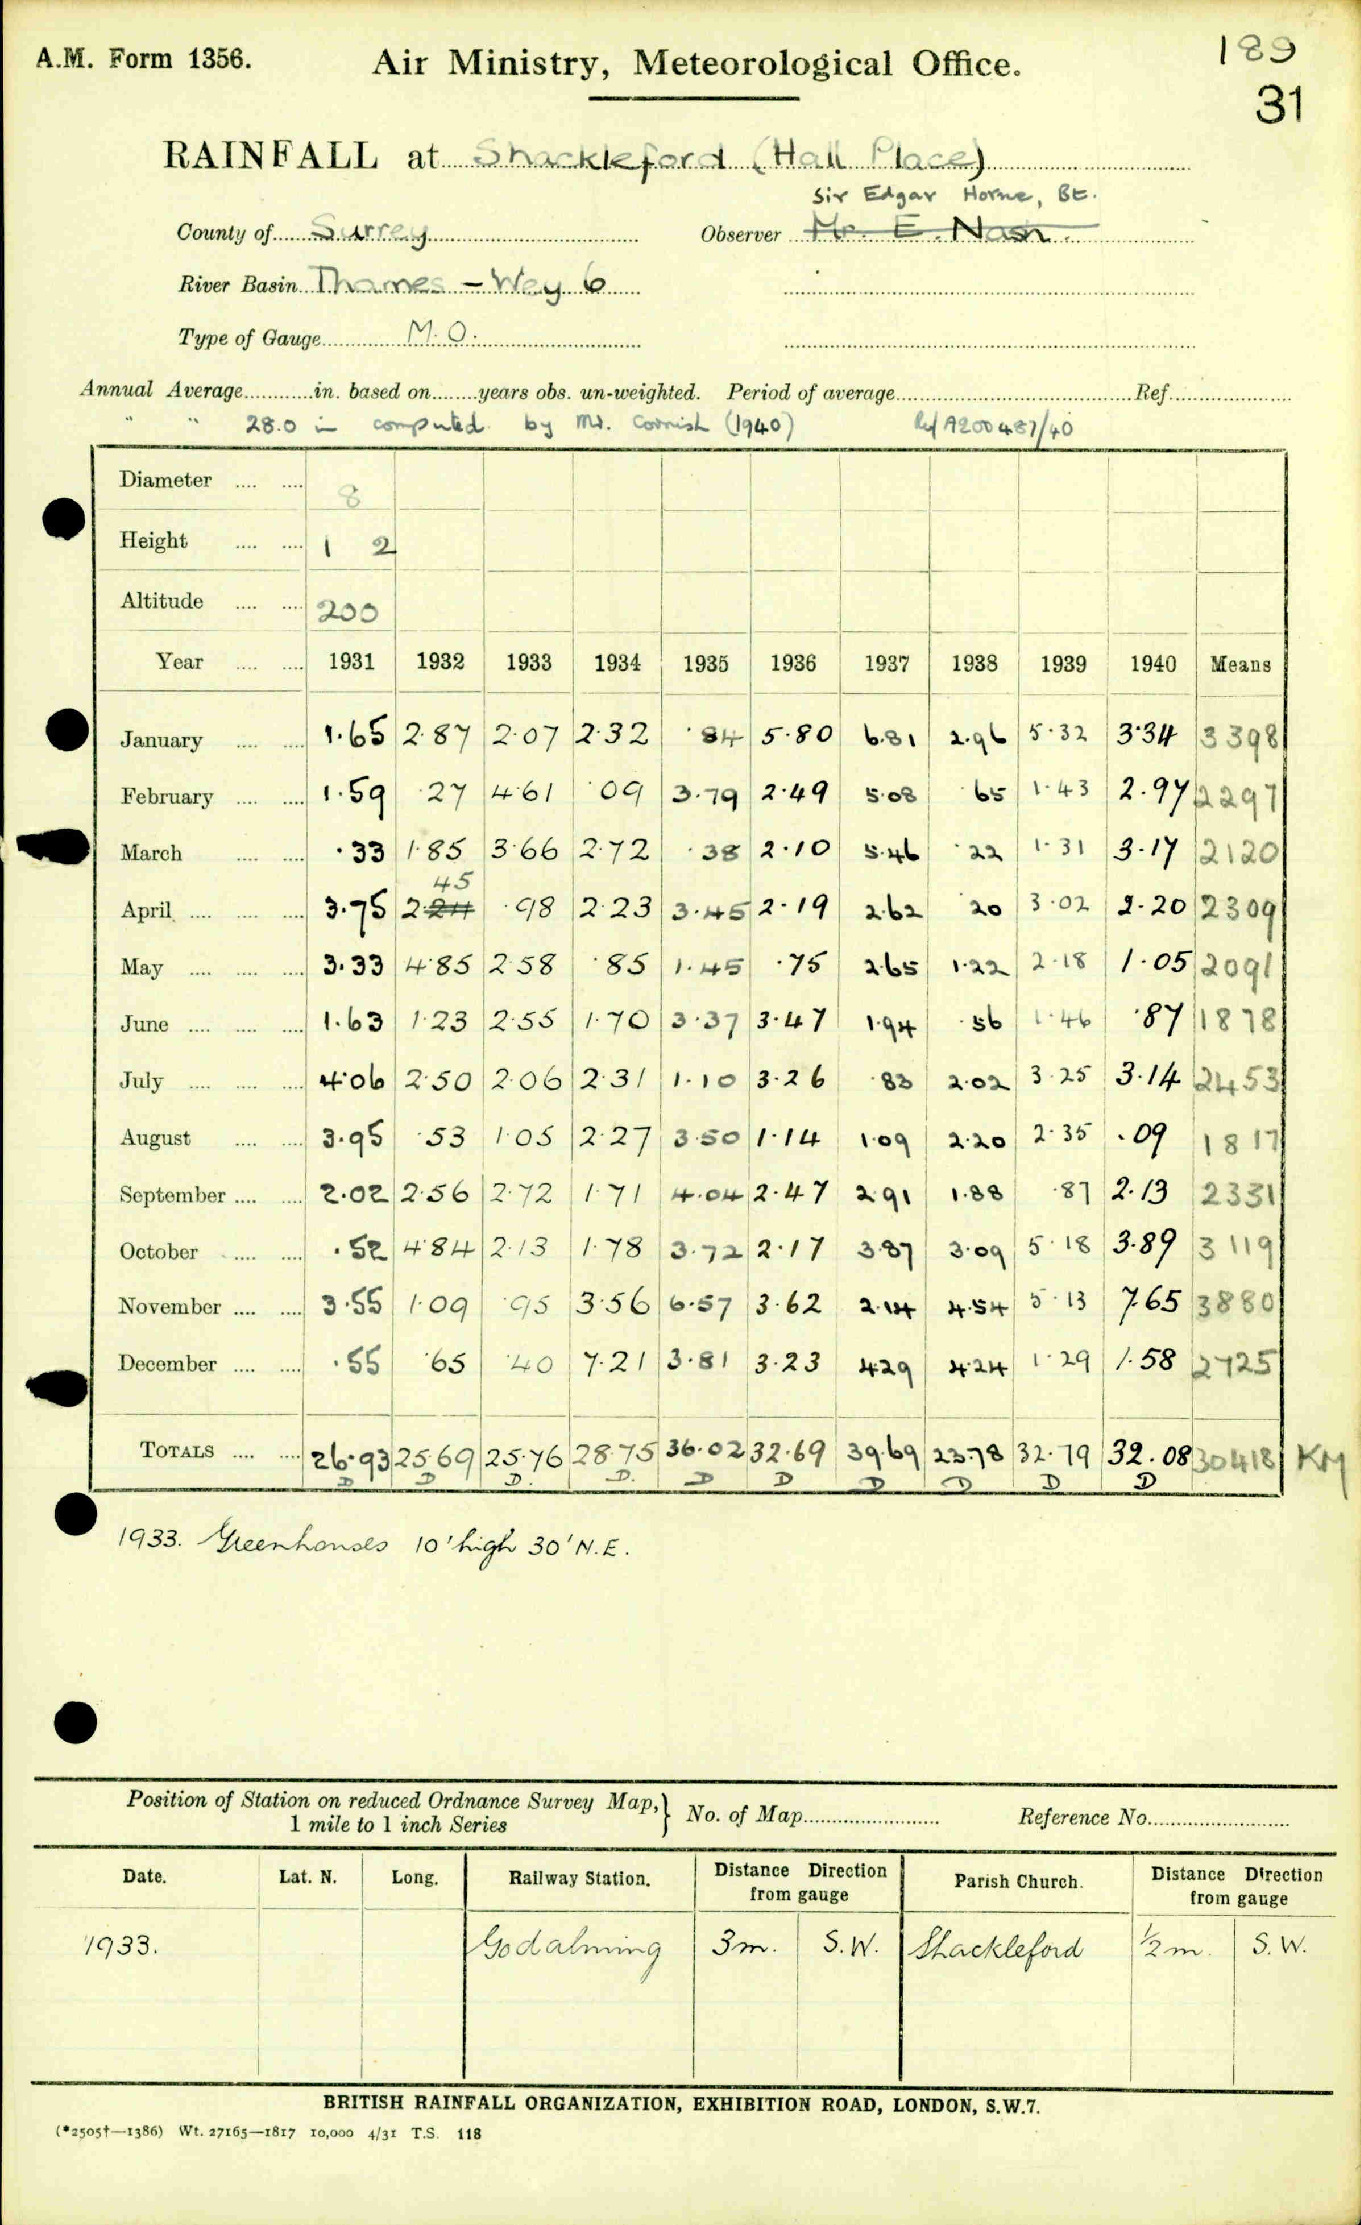 A.M. Form 1356. Air Ministry, Meteorological Office. 189
31
RAINFALL at Shackleford (Hall Place)
Sir Edgar Horne, Bt.
County of Surrey Observer Mr. E. Nash.
River Basin Thames - Wey 6
Type of Gauge M.O.
Annual Average in. based on years obs. un-weighted. Period of average Ref.
" " 28.0 in computed by Mr. Cornish (1940) Ref A200487/40
Diameter 8
Height 1 2
Altitude 200
Year 1931 1932 1933 1934 1935 1936 1937 1938 1939 1940 Means
January 1.65 2.87 2.07 2.32 .84 5.80 6.81 2.96 5.32 3.34 3398
February 1.59 .27 4.61 .09 3.79 2.49 5.08 .65 1.43 2.97 2297
March .33 1.85 3.66 2.72 .38 2.10 5.46 .22 1.31 3.17 2120
45
April 3.75 2.24 .98 2.23 3.45 2.19 2.62 .20 3.02 2.20 2309
May 3.33 4.85 2.58 .85 1.45 .75 2.65 1.22 2.18 1.05 2091
June 1.63 1.23 2.55 1.70 3.37 3.47 1.94 .56 1.46 .87 1878
July 4.06 2.50 2.06 2.31 1.10 3.26 .83 2.02 3.25 3.14 2453
August 3.95 .53 1.05 2.27 3.50 1.14 1.09 2.20 2.35 .09 1817
September 2.02 2.56 2.72 1.71 4.04 2.47 2.91 1.88 .87 2.13 2331
October .52 4.84 2.13 1.78 3.72 2.17 3.87 3.09 5.18 3.89 3119
November 3.55 1.09 .95 3.56 6.57 3.62 2.14 4.54 5.13 7.65 3880
December .55 .65 .40 7.21 3.81 3.23 4.29 4.24 1.29 1.58 2725
TOTALS 26.93 25.69 25.76 28.75 36.02 32.69 39.69 23.78 32.79 32.08 30418 KM
D D D. D. D D D D D D
1933. Greenhouses 10' high 30' N.E.
Position of Station on reduced Ordnance Survey Map, 1 mile to 1 inch Series } No. of Map Reference No.
Date. Lat. N. Long. Railway Station. Distance Direction from gauge Parish Church. Distance Direction from gauge
1933. Godalming 3m. S.W. Shackleford ½ m. S.W.
BRITISH RAINFALL ORGANIZATION, EXHIBITION ROAD, LONDON, S.W.7.
(*2505†—1386) Wt. 27165—1817 10,000 4/31 T.S. 118